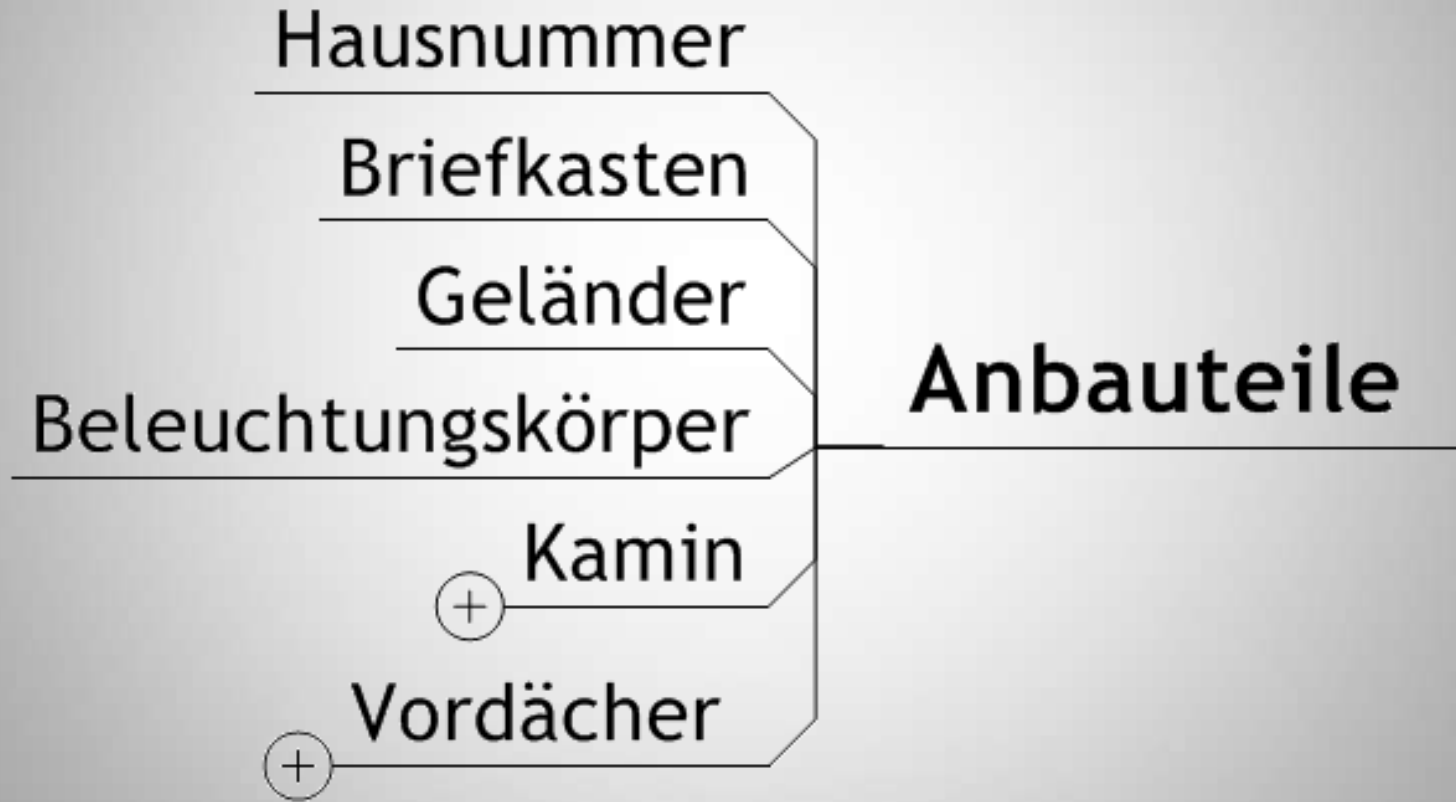 Hausnummer
Briefkasten
Geländer
Beleuchtungskörper
Kamin
Vordächer
Anbauteile